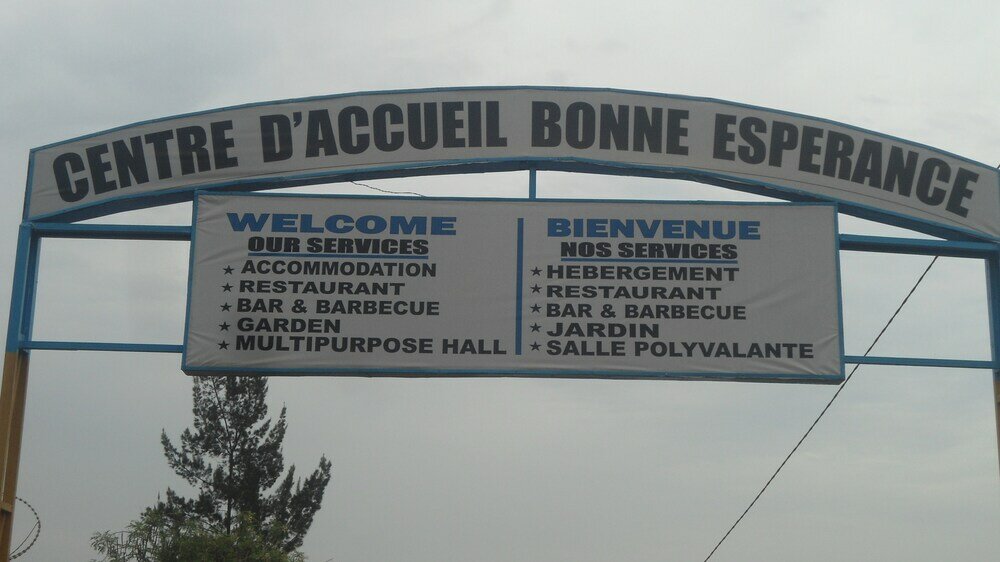 CENTRE D'ACCUEIL BONNE ESPERANCE
WELCOME
OUR SERVICES
★ ACCOMMODATION
★ RESTAURANT
★ BAR & BARBECUE
★ GARDEN
★ MULTIPURPOSE HALL
BIENVENUE
NOS SERVICES
★ HEBERGEMENT
★ RESTAURANT
★ BAR & BARBECUE
★ JARDIN
★ SALLE POLYVALANTE